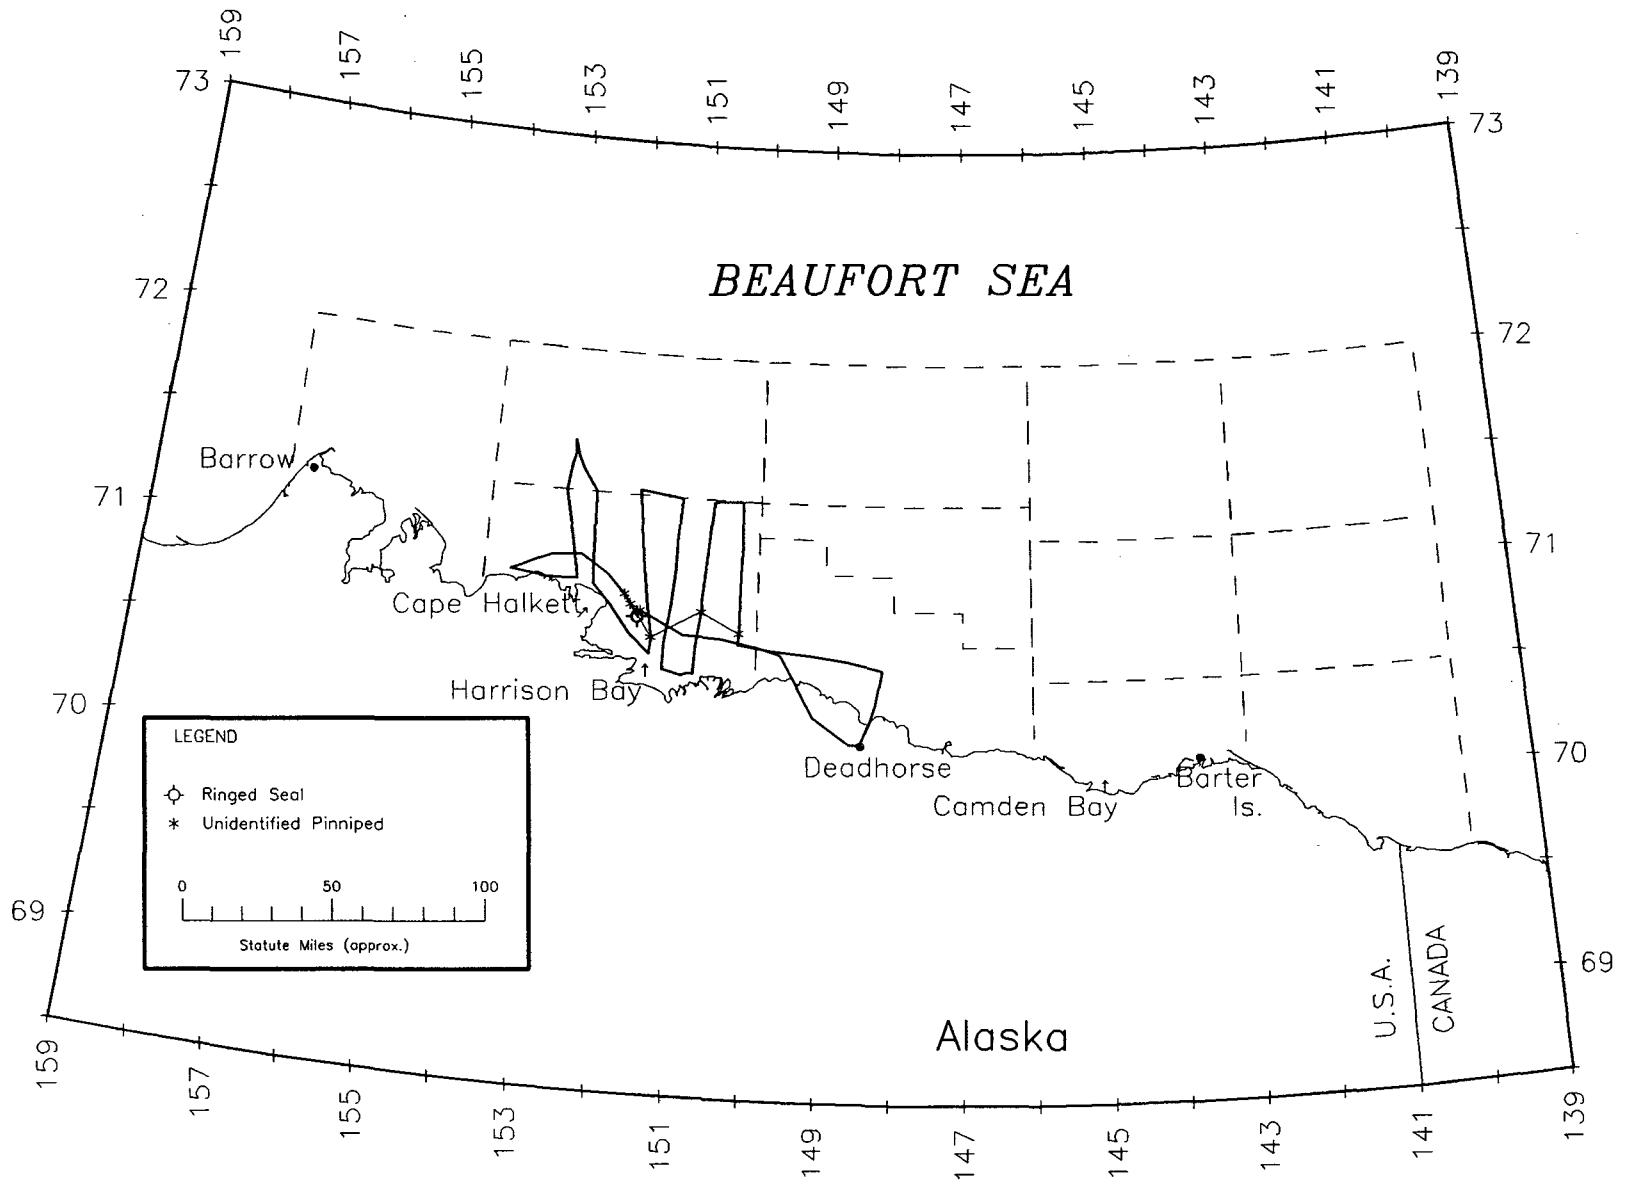 159
157
155
153
151
149
147
145
143
141
139
73
73
BEAUFORT SEA
72
72
Barrow
71
71
Cape Halkett
Harrison Bay
70
70
Deadhorse
Camden Bay
Barter
Is.
LEGEND
Ringed Seal
Unidentified Pinniped
0 50 100
Statute Miles (approx.)
69
69
U.S.A.
CANADA
Alaska
159
157
155
153
151
149
147
145
143
141
139